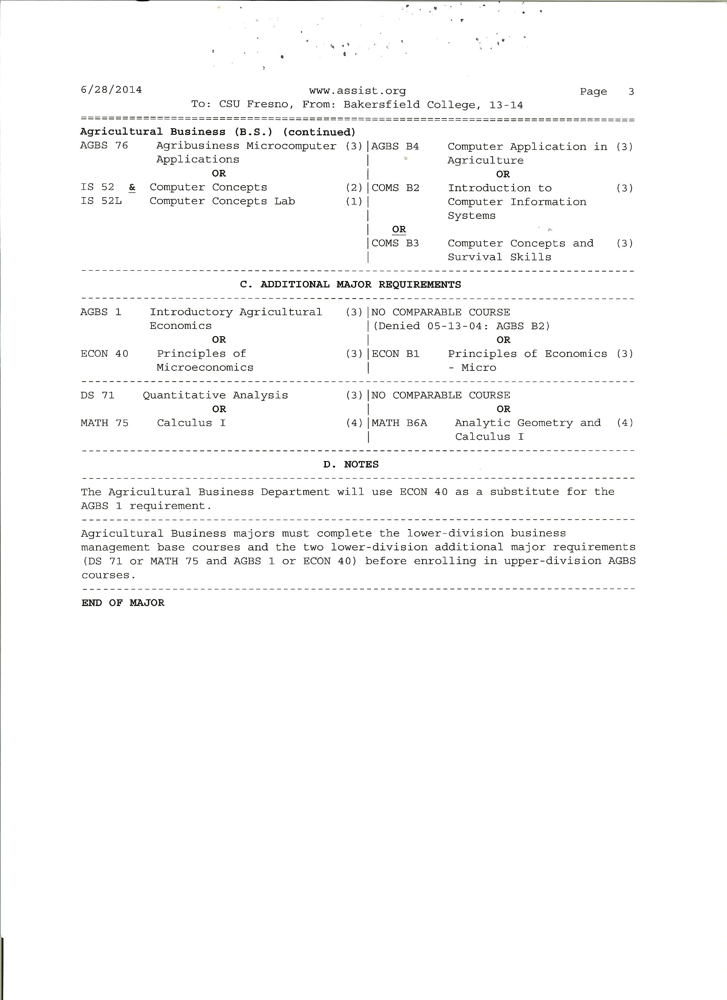 6/28/2014 www.assist.org Page 3
To: CSU Fresno, From: Bakersfield College, 13-14
================================================================================
Agricultural Business (B.S.) (continued)
AGBS 76 Agribusiness Microcomputer (3)|AGBS B4 Computer Application in (3)
Applications | Agriculture
OR | OR
IS 52 & Computer Concepts (2)|COMS B2 Introduction to (3)
IS 52L Computer Concepts Lab (1)| Computer Information
| Systems
| OR
|COMS B3 Computer Concepts and (3)
| Survival Skills
--------------------------------------------------------------------------------
C. ADDITIONAL MAJOR REQUIREMENTS
--------------------------------------------------------------------------------
AGBS 1 Introductory Agricultural (3)|NO COMPARABLE COURSE
Economics |(Denied 05-13-04: AGBS B2)
OR | OR
ECON 40 Principles of (3)|ECON B1 Principles of Economics (3)
Microeconomics | - Micro
--------------------------------------------------------------------------------
DS 71 Quantitative Analysis (3)|NO COMPARABLE COURSE
OR | OR
MATH 75 Calculus I (4)|MATH B6A Analytic Geometry and (4)
| Calculus I
--------------------------------------------------------------------------------
D. NOTES
--------------------------------------------------------------------------------
The Agricultural Business Department will use ECON 40 as a substitute for the
AGBS 1 requirement.
--------------------------------------------------------------------------------
Agricultural Business majors must complete the lower-division business
management base courses and the two lower-division additional major requirements
(DS 71 or MATH 75 and AGBS 1 or ECON 40) before enrolling in upper-division AGBS
courses.
--------------------------------------------------------------------------------
END OF MAJOR